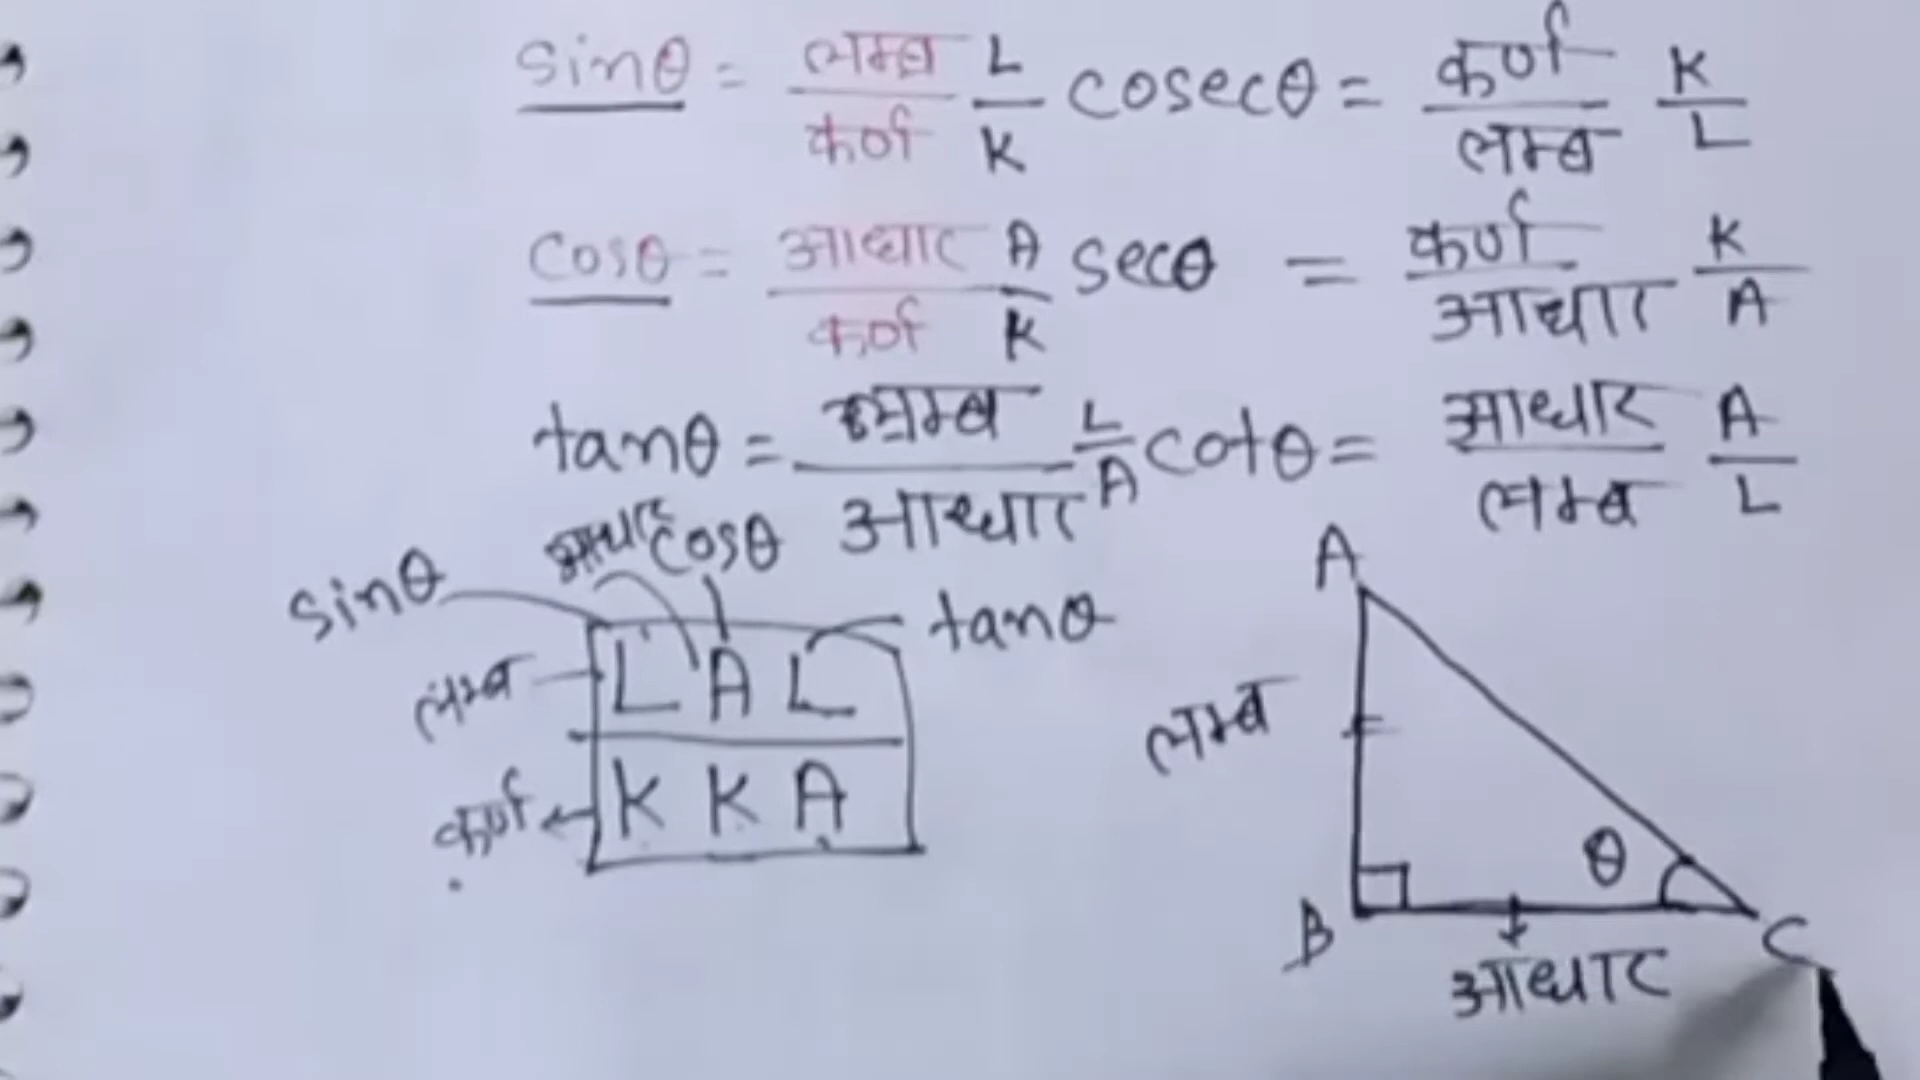 sinθ = लम्ब/कर्ण L/K cosecθ = कर्ण/लम्ब K/L
cosθ = आधार/कर्ण A/K secθ = कर्ण/आधार K/A
tanθ = लम्ब/आधार L/A cotθ = आधार/लम्ब A/L
sinθ आधार cosθ tanθ
लम्ब L A L
कर्ण K K A
A
लम्ब
θ
B C
आधार